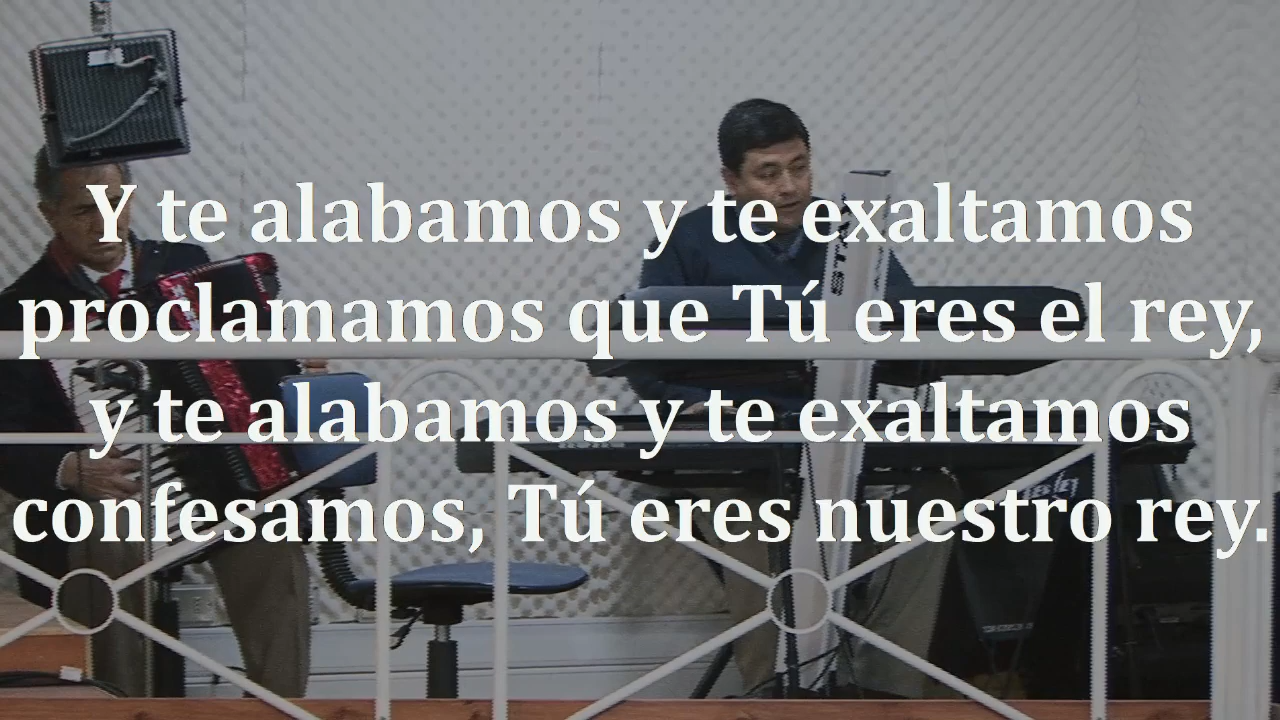 Y te alabamos y te exaltamos
proclamamos que Tú eres el rey,
y te alabamos y te exaltamos
confesamos, Tú eres nuestro rey.